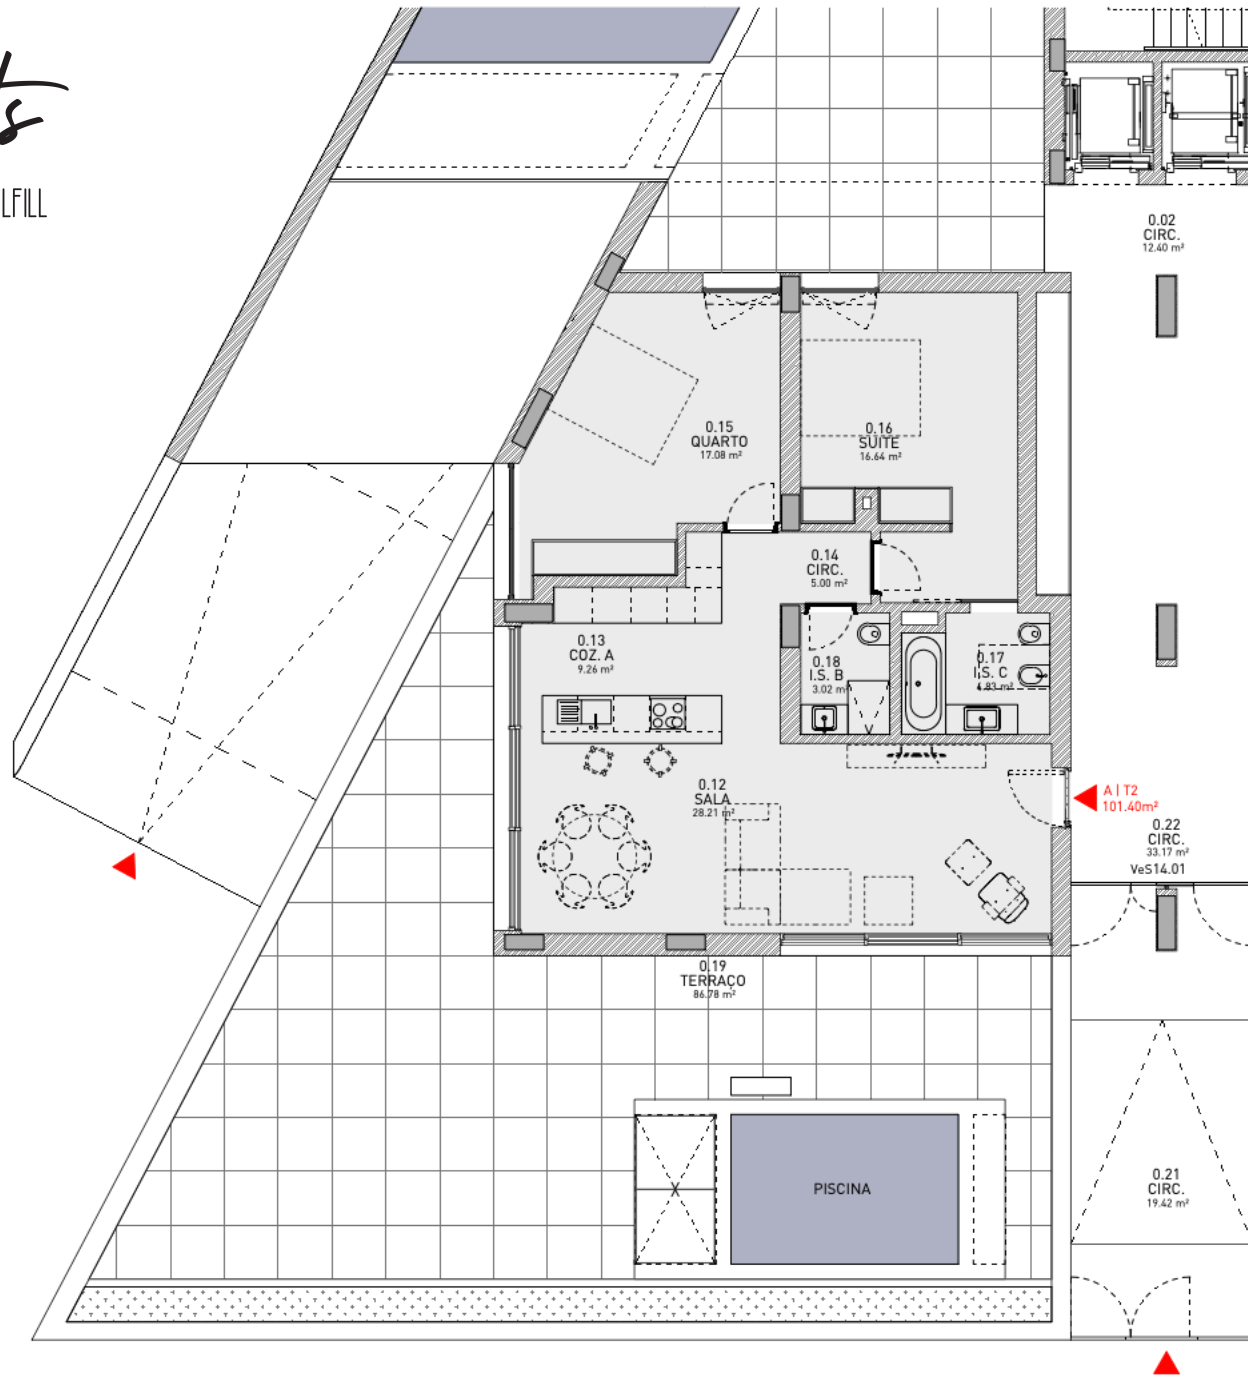 LFILL
0.02
CIRC.
12.40 m²
0.15
QUARTO
17.08 m²
0.16
SUITE
16.64 m²
0.14
CIRC.
5.00 m²
0.13
COZ. A
9.26 m²
0.18
I.S. B
3.02 m²
0.17
I.S. C
4.83 m²
0.12
SALA
28.21 m²
A | T2
101.40m²
0.22
CIRC.
33.17 m²
VeS14.01
0.19
TERRAÇO
86.78 m²
PISCINA
0.21
CIRC.
19.42 m²